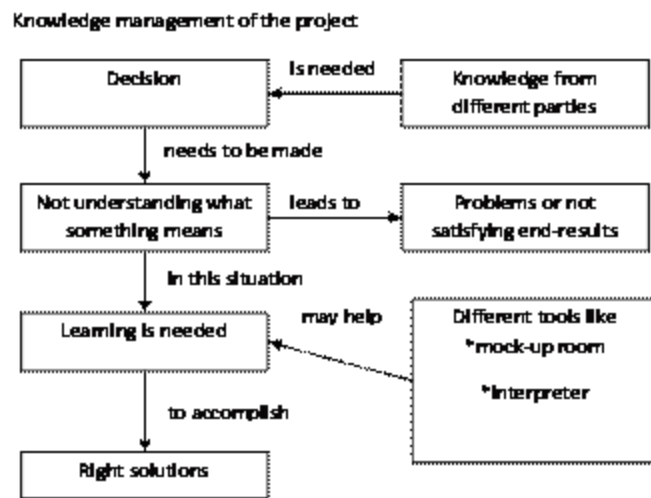 Knowledge management of the project
Decision
is needed
Knowledge from
different parties
needs to be made
Not understanding what
something means
leads to
Problems or not
satisfying end-results
In this situation
Learning is needed
may help
Different tools like
*mock-up room
*Interpreter
to accomplish
Right solutions